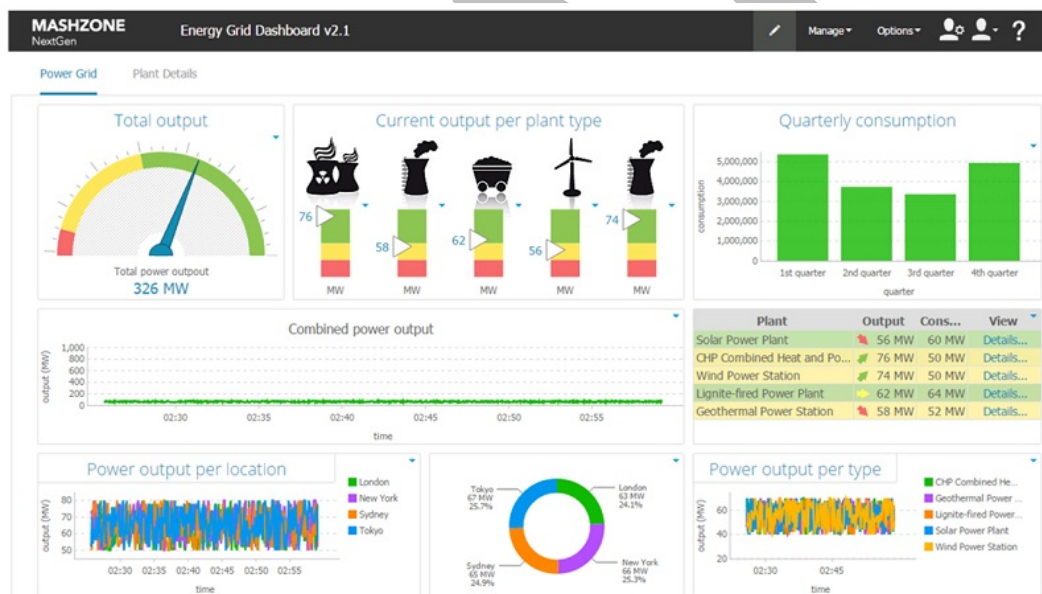 MASHZONE
NextGen
Energy Grid Dashboard v2.1
Manage
Options
?
Power Grid
Plant Details
Total output
Total power outpout
326 MW
Current output per plant type
76
58
62
56
74
MW
MW
MW
MW
MW
Quarterly consumption
consumption
5,000,000
4,000,000
3,000,000
2,000,000
1,000,000
0
1st quarter 2nd quarter 3rd quarter 4th quarter
quarter
Combined power output
output (MW)
1,000
800
600
400
200
0
02:30 02:35 02:40 02:45 02:50 02:55
time
Plant Output Cons... View
Solar Power Plant 56 MW 60 MW Details...
CHP Combined Heat and Po... 76 MW 50 MW Details...
Wind Power Station 74 MW 50 MW Details...
Lignite-fired Power Plant 62 MW 64 MW Details...
Geothermal Power Station 58 MW 52 MW Details...
Power output per location
output (MW)
80
70
60
50
02:30 02:35 02:40 02:45 02:50 02:55
time
London
New York
Sydney
Tokyo
Tokyo
67 MW
25.7%
London
63 MW
24.1%
Sydney
65 MW
24.9%
New York
66 MW
25.3%
Power output per type
output (MW)
60
40
20
02:30 02:45
time
CHP Combined He...
Geothermal Power ...
Lignite-fired Power...
Solar Power Plant
Wind Power Station